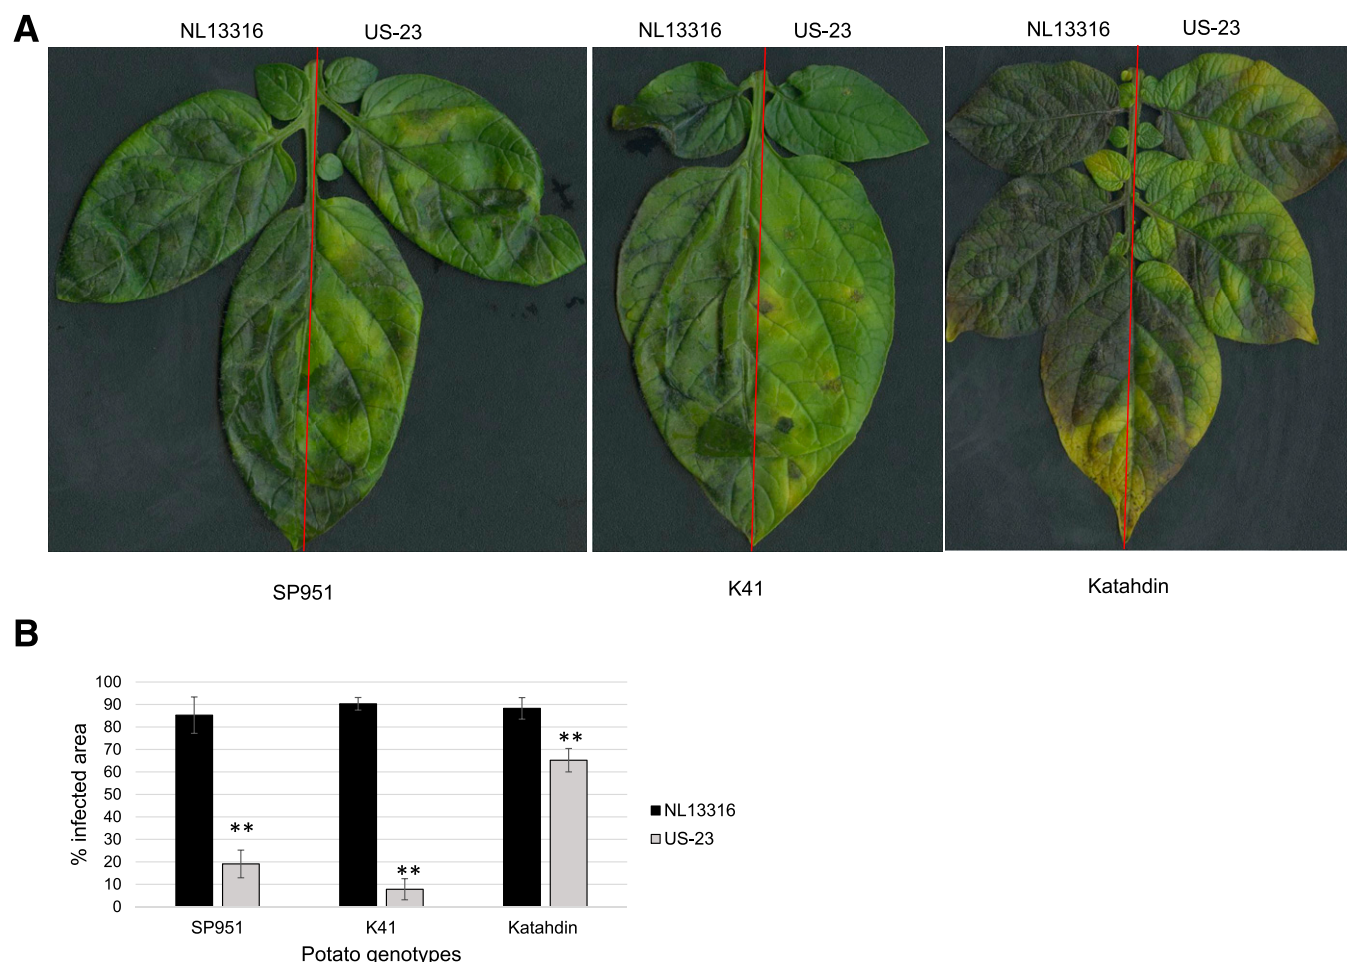 A
NL13316 US-23 NL13316 US-23 NL13316 US-23
SP951 K41 Katahdin
B
100
90
80
70
60
50
40
30
20
10
0
% infected area
**
**
**
SP951 K41 Katahdin
Potato genotypes
NL13316
US-23